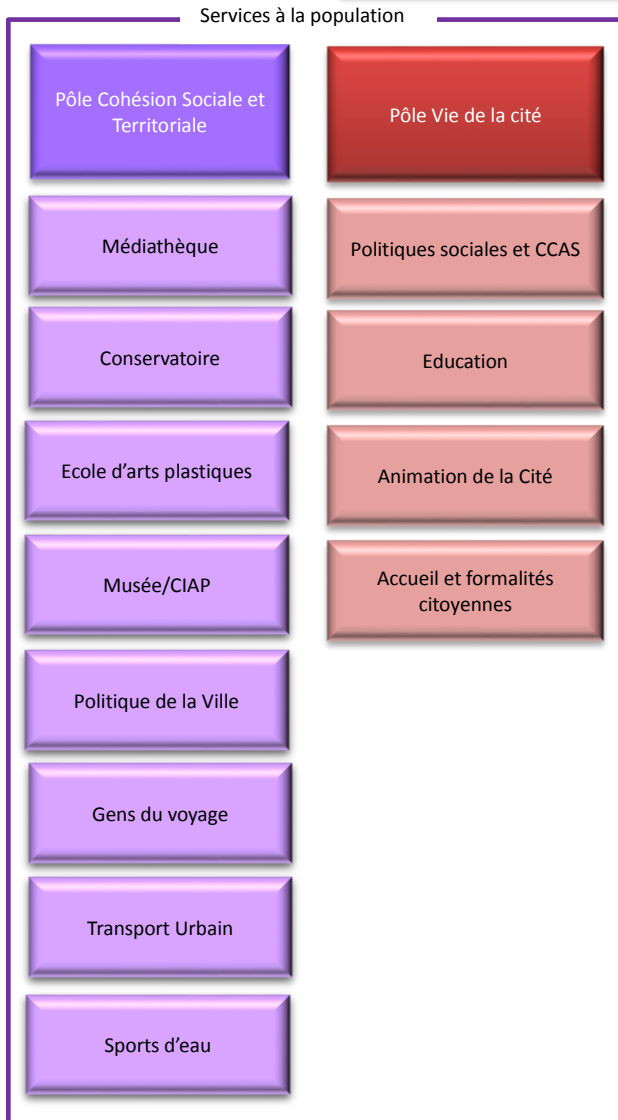 Services à la population
Pôle Cohésion Sociale et
Territoriale
Médiathèque
Conservatoire
Ecole d’arts plastiques
Musée/CIAP
Politique de la Ville
Gens du voyage
Transport Urbain
Sports d’eau
Pôle Vie de la cité
Politiques sociales et CCAS
Education
Animation de la Cité
Accueil et formalités
citoyennes